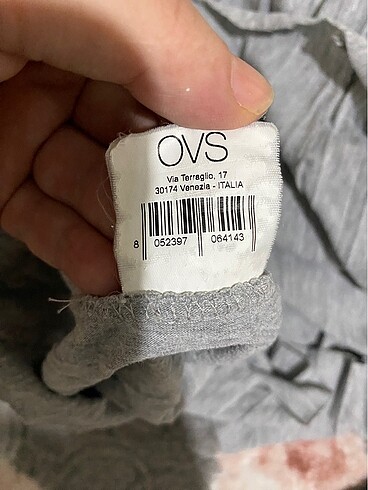 OVS
Via Terraglio, 17
30174 Venezia - ITALIA
8 052397 064143